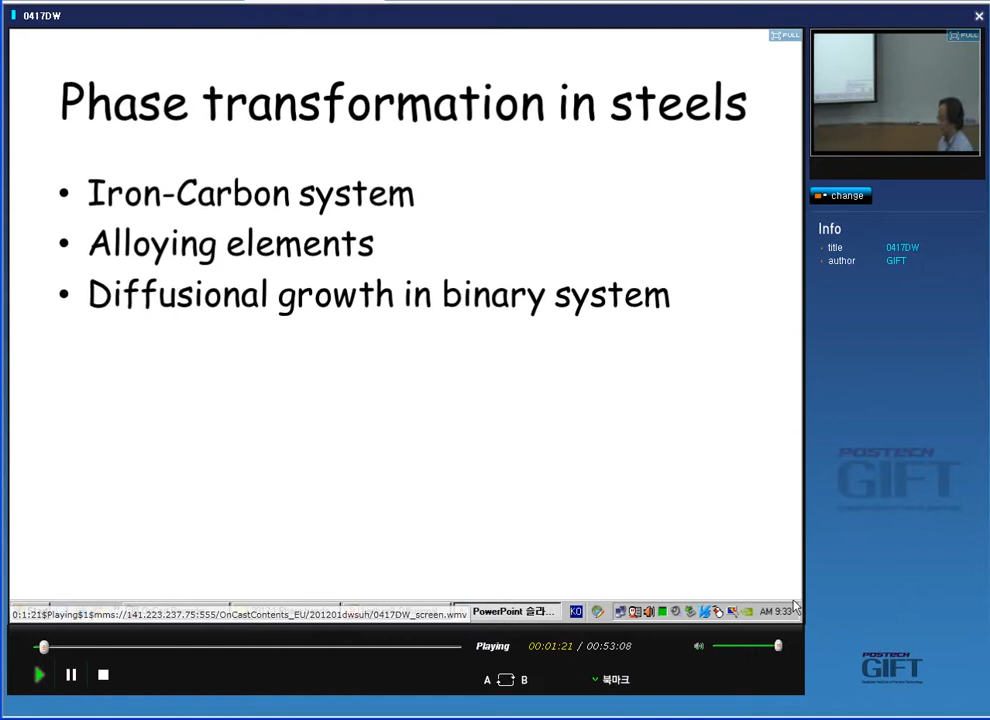 0417DW
FULL
FULL
Phase transformation in steels
• Iron-Carbon system
• Alloying elements
• Diffusional growth in binary system
change
Info
title 0417DW
author GIFT
POSTECH
GIFT
0:1:21$Playing$1$mms://141.223.237.75:555/OnCastContents_EU/201201dwsuh/0417DW_screen.wmv
PowerPoint 슬라...
KO
AM 9:33
Playing
00:01:21 / 00:53:08
A B
북마크
POSTECH
GIFT